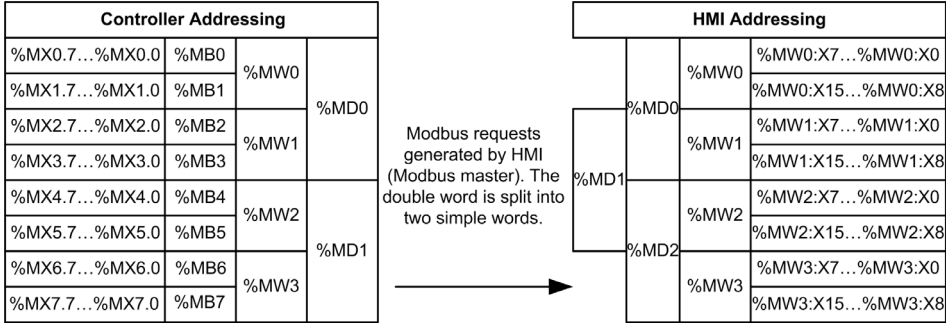 Controller Addressing
%MX0.7...%MX0.0 %MB0 %MW0 %MD0
%MX1.7...%MX1.0 %MB1
%MX2.7...%MX2.0 %MB2 %MW1
%MX3.7...%MX3.0 %MB3
%MX4.7...%MX4.0 %MB4 %MW2 %MD1
%MX5.7...%MX5.0 %MB5
%MX6.7...%MX6.0 %MB6 %MW3
%MX7.7...%MX7.0 %MB7
Modbus requests
generated by HMI
(Modbus master). The
double word is split into
two simple words.
HMI Addressing
%MD0 %MW0 %MW0:X7...%MW0:X0
%MW0:X15...%MW0:X8
%MD1 %MW1 %MW1:X7...%MW1:X0
%MW1:X15...%MW1:X8
%MD2 %MW2 %MW2:X7...%MW2:X0
%MW2:X15...%MW2:X8
%MW3 %MW3:X7...%MW3:X0
%MW3:X15...%MW3:X8